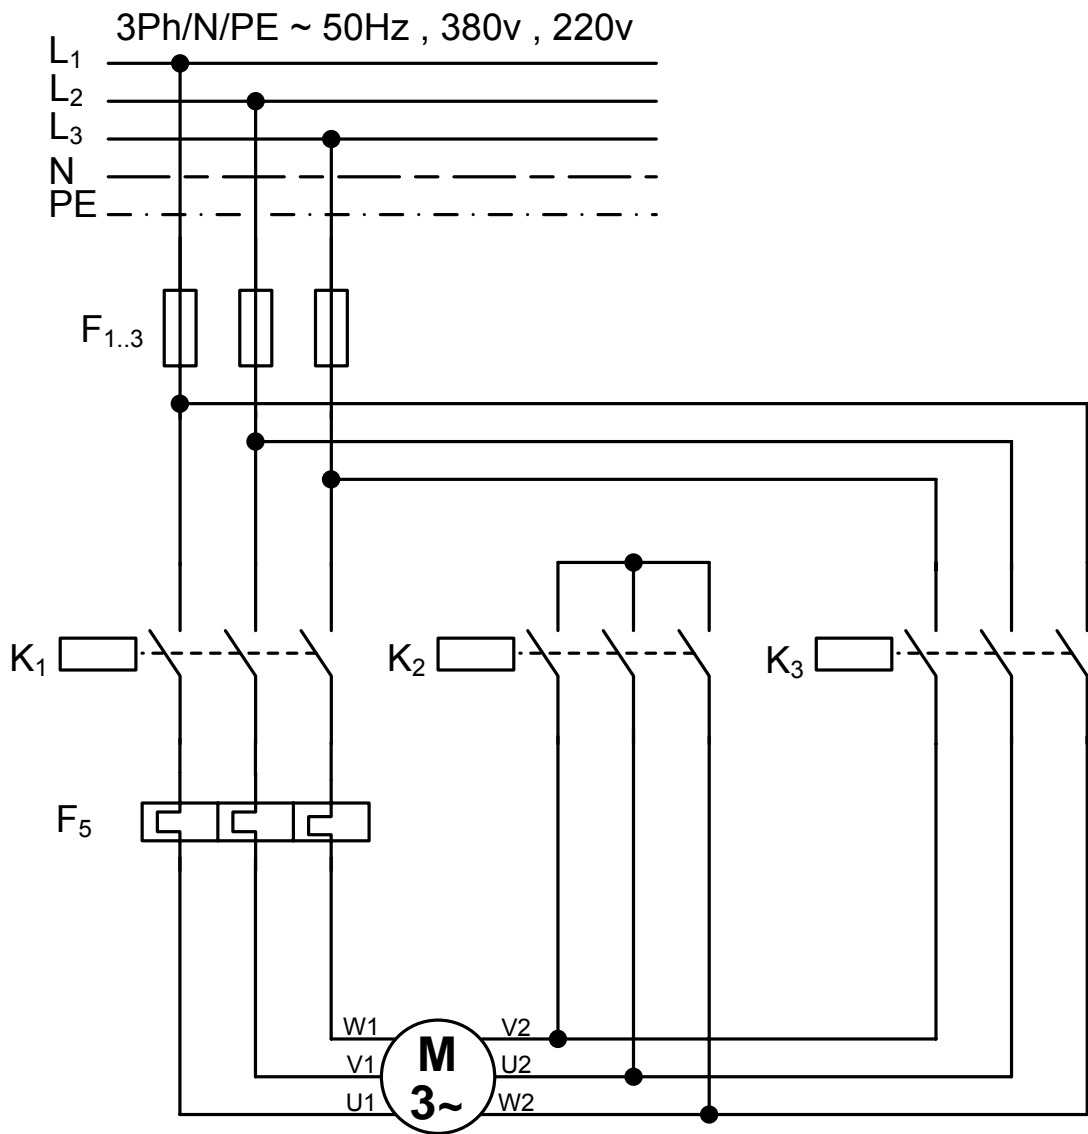 3Ph/N/PE ~ 50Hz , 380v , 220v
L₁
L₂
L₃
N
PE
F₁..₃
K₁
K₂
K₃
F₅
W1
V1
U1
M
3~
V2
U2
W2